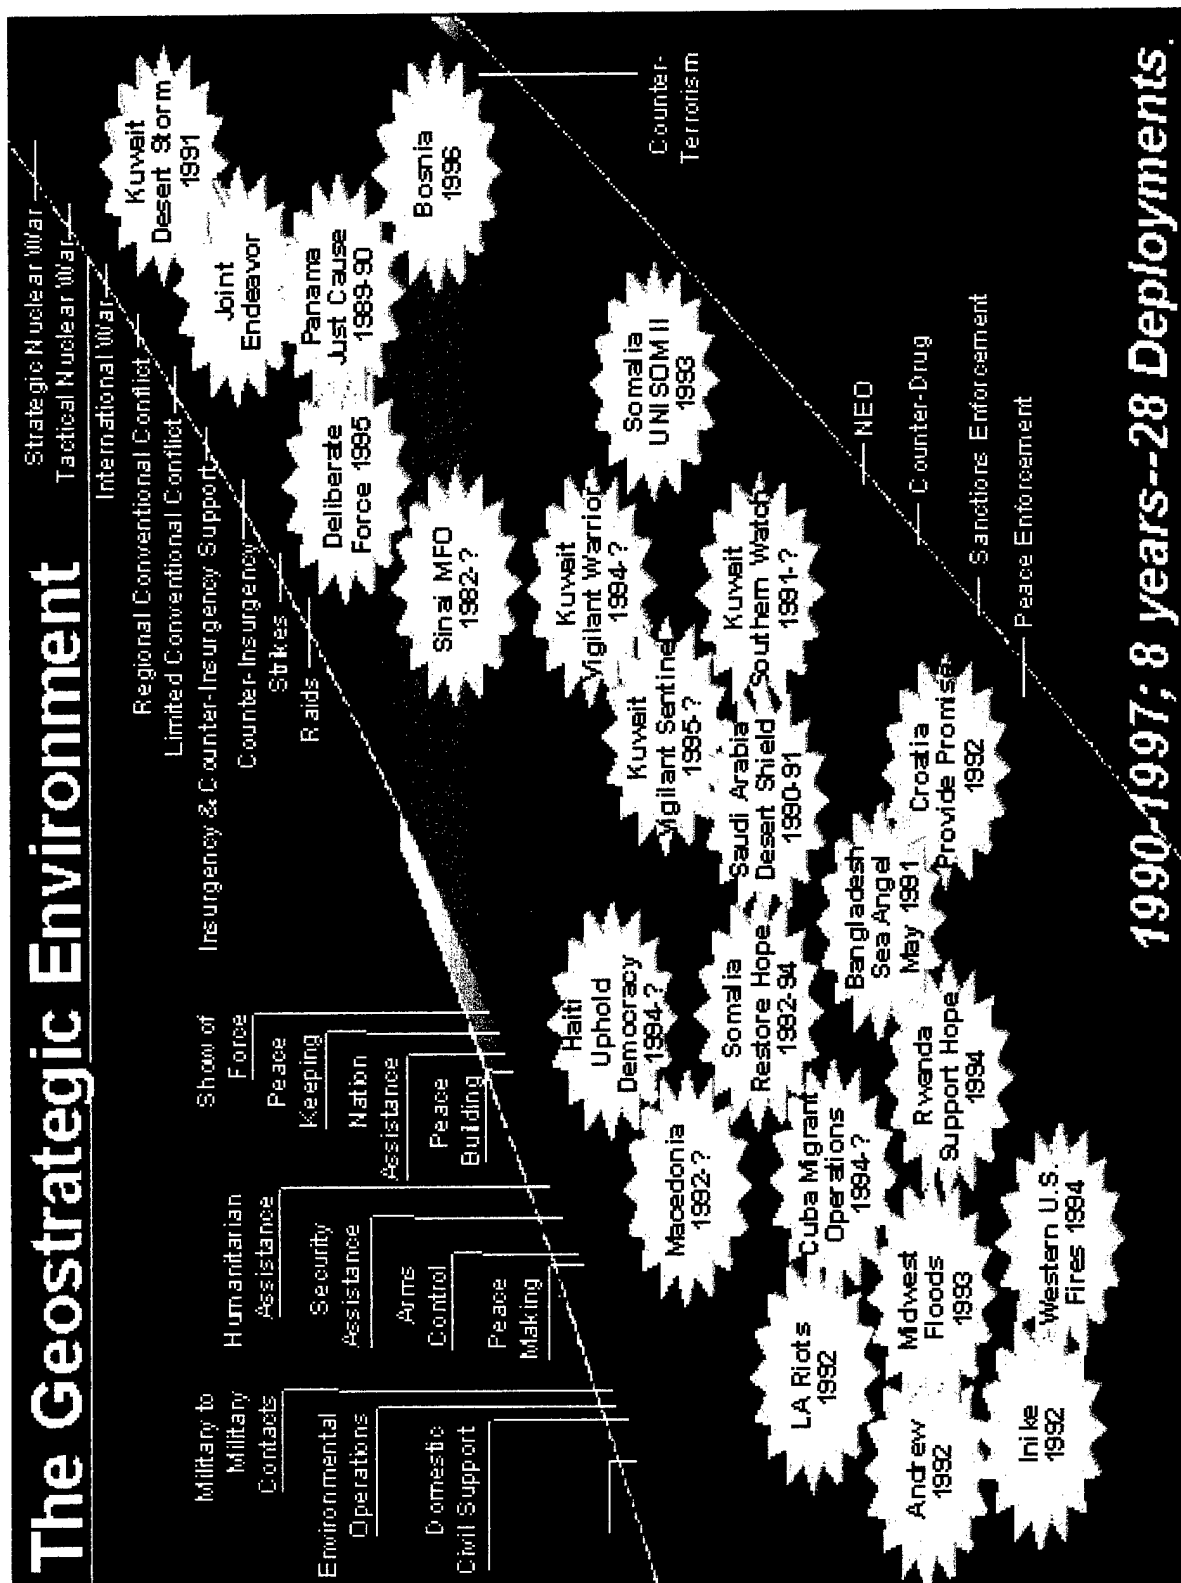 The Geostrategic Environment
Military to
Military
Contacts
Environmental
Operations
Domestic
Civil Support
Humanitarian
Assistance
Security
Assistance
Arms
Control
Peace
Making
Show of
Force
Peace
Keeping
Nation
Assistance
Peace
Building
Strategic Nuclear War
Tactical Nuclear War
International War
Regional Conventional Conflict
Limited Conventional Conflict
Insurgency & Counter-Insurgency Support
Counter-Insurgency
Strikes
Raids
Kuwait
Desert Storm
1991
Joint
Endeavor
Panama
Just Cause
1989-90
Bosnia
1996
Deliberate
Force 1995
Sinai MFO
1982-?
Somalia
UNISOM II
1993
Kuwait
Vigilant Warrior
1994-?
Kuwait
Vigilant Sentinel
1995-?
Kuwait
Southern Watch
1991-?
Saudi Arabia
Desert Shield
1990-91
Haiti
Uphold
Democracy
1994-?
Somalia
Restore Hope
1992-94
Bangladesh
Sea Angel
May 1991
Croatia
Provide Promise
1992
Macedonia
1992-?
Cuba Migrant
Operations
1994-?
Rwanda
Support Hope
1994
LA Riots
1992
Midwest
Floods
1993
Andrew
1992
Western U.S.
Fires 1994
Inike
1992
Counter-
Terrorism
NEO
Counter-Drug
Sanctions Enforcement
Peace Enforcement
1990-1997; 8 years--28 Deployments.